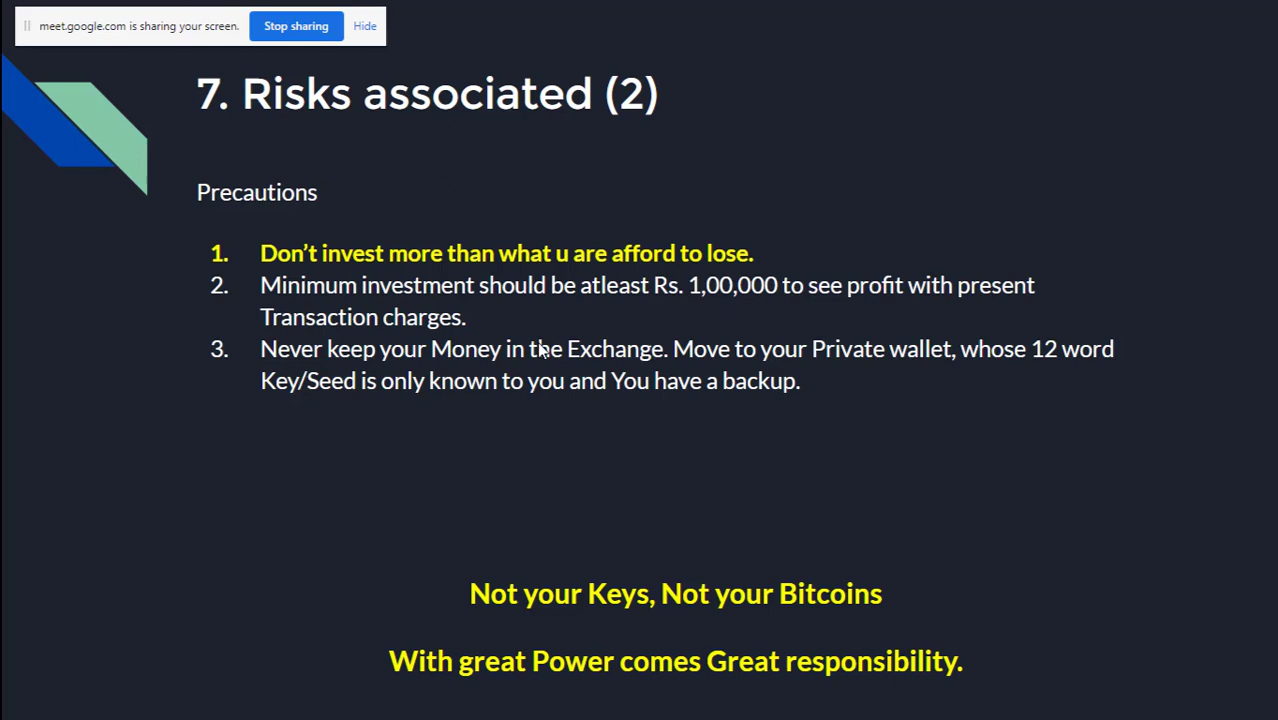 meet.google.com is sharing your screen.
Stop sharing
Hide
7. Risks associated (2)
Precautions
1. Don’t invest more than what u are afford to lose.
2. Minimum investment should be atleast Rs. 1,00,000 to see profit with present
Transaction charges.
3. Never keep your Money in the Exchange. Move to your Private wallet, whose 12 word
Key/Seed is only known to you and You have a backup.
Not your Keys, Not your Bitcoins
With great Power comes Great responsibility.